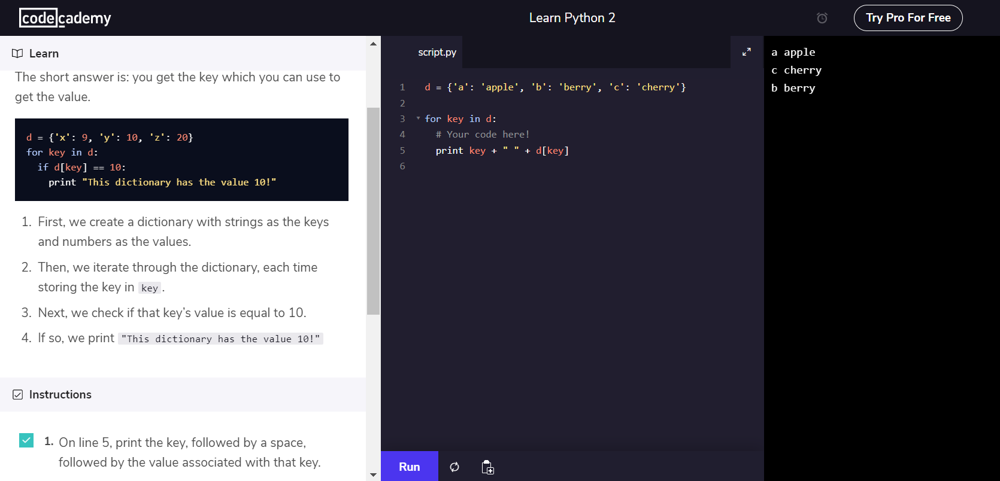 codecademy
Learn Python 2
Try Pro For Free
Learn
The short answer is: you get the key which you can use to
get the value.
d = {'x': 9, 'y': 10, 'z': 20}
for key in d:
  if d[key] == 10:
    print "This dictionary has the value 10!"
1. First, we create a dictionary with strings as the keys
and numbers as the values.
2. Then, we iterate through the dictionary, each time
storing the key in key.
3. Next, we check if that key’s value is equal to 10.
4. If so, we print "This dictionary has the value 10!"
Instructions
1. On line 5, print the key, followed by a space,
followed by the value associated with that key.
script.py
1 d = {'a': 'apple', 'b': 'berry', 'c': 'cherry'}
2
3 for key in d:
4   # Your code here!
5   print key + " " + d[key]
6
Run
a apple
c cherry
b berry